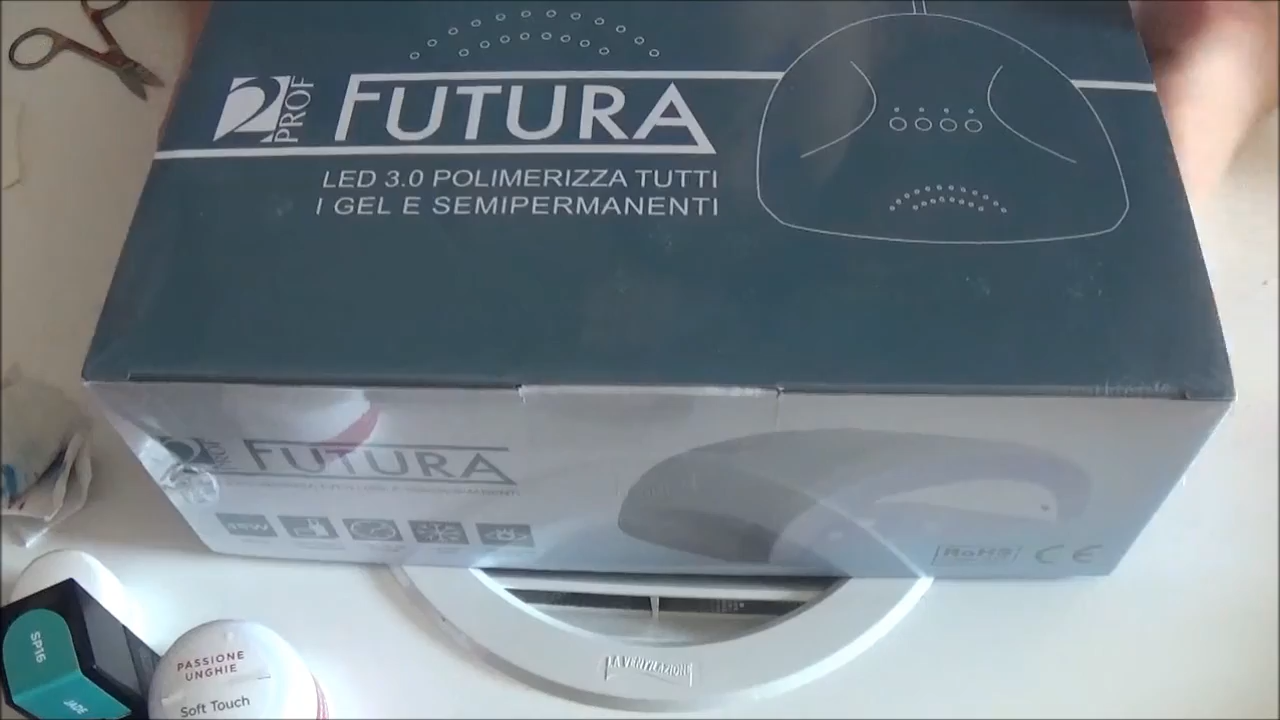 PROF
FUTURA
LED 3.0 POLIMERIZZA TUTTI
I GEL E SEMIPERMANENTI
FUTURA
RoHS
CE
LA VENTILAZIONE
SP16
JADE
PASSIONE
UNGHIE
Soft Touch